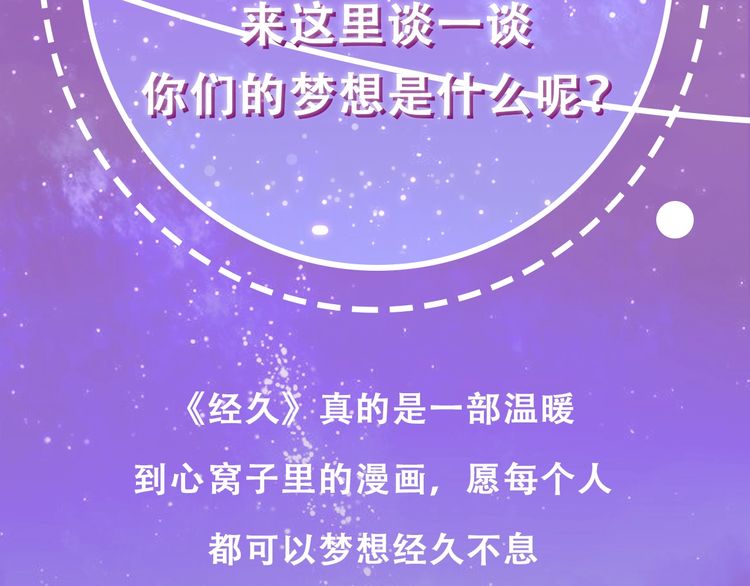 来这里谈一谈
你们的梦想是什么呢？
《经久》真的是一部温暖
到心窝子里的漫画，愿每个人
都可以梦想经久不息